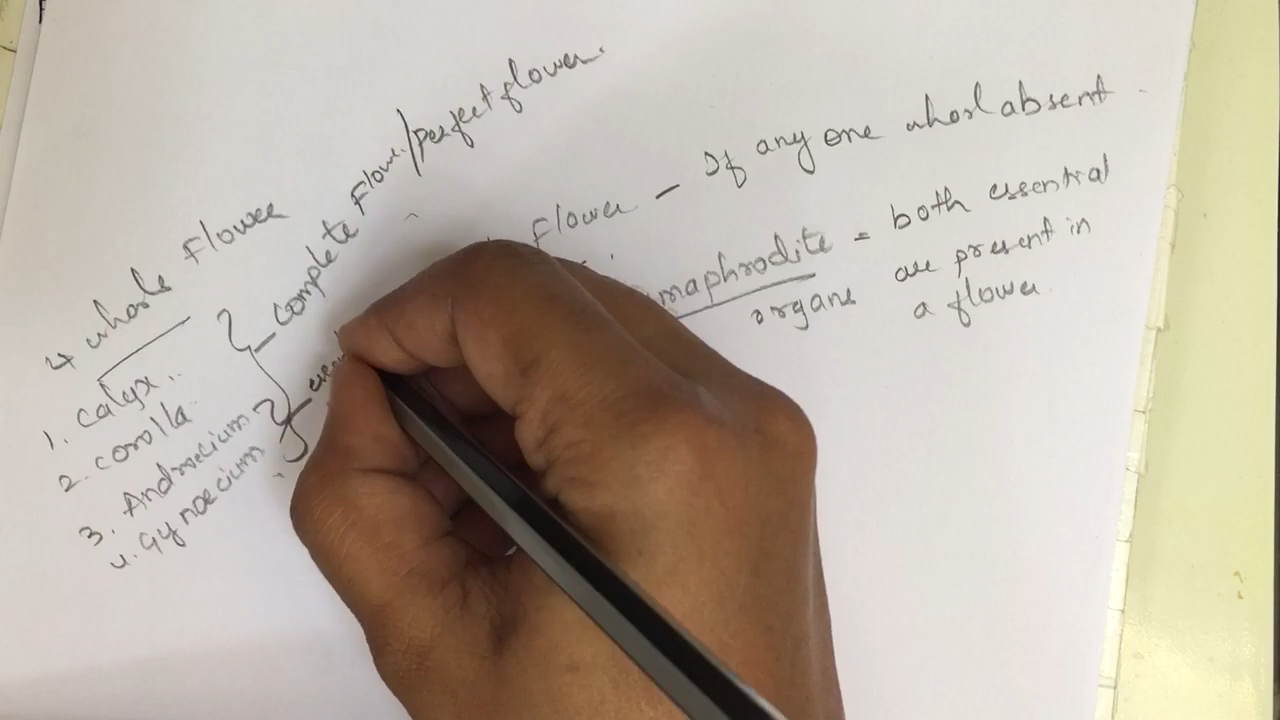 4 whorls flower
1. calyx.
2. corolla
3. Androecium
4. Gynoecium
complete flower/perfect flower.
flower - If any one whorl absent
maphrodite = both essential
organs are present in
a flower.